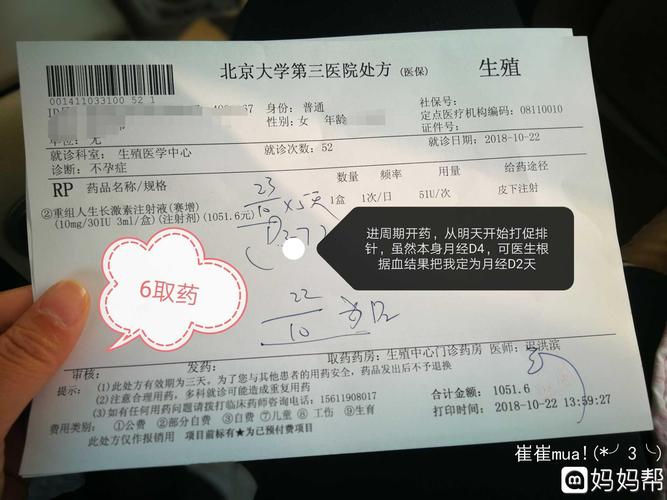 北京大学第三医院处方 (医保) 生殖
001411033100 52 1
身份: 普通 社保号:
性别: 女 年龄 定点医疗机构编码: 08110010
单位: 无 证件号:
就诊科室: 生殖医学中心 就诊次数: 52 就诊日期: 2018-10-22
诊断: 不孕症
RP 药品名称/规格 数量 频率 用量 给药途径
②重组人生长激素注射液(赛增) 1盒 1次/日 5IU/次 皮下注射
(10mg/30IU 3ml/盒)(注射剂)(1051.6元)
23/10 ×5天
进周期开药，从明天开始打促排
针，虽然本身月经D4，可医生根
据血结果把我定为月经D2天
6取药
22/10 D2
审核: 发药: 取药药房: 生殖中心门诊药房 医师:
提示: (1)此处方有效期为三天，为了您与其他患者的用药安全，药品发出后不予退换
(2)注意合理用药，多科就诊可能造成重复用药
(3)如有任何用药问题请拨打临床药师咨询电话: 15611908017
合计金额: 1051.6
费用类别: ①公费 ②部分自费 ③自费 ⑦儿童 ⑧ 工伤 ⑨生育
打印时间: 2018-10-22 13:59:27
此处方仅作报销用 项目前标有★为已预付费项目
崔崔mua!(*╯3╰)
妈妈帮